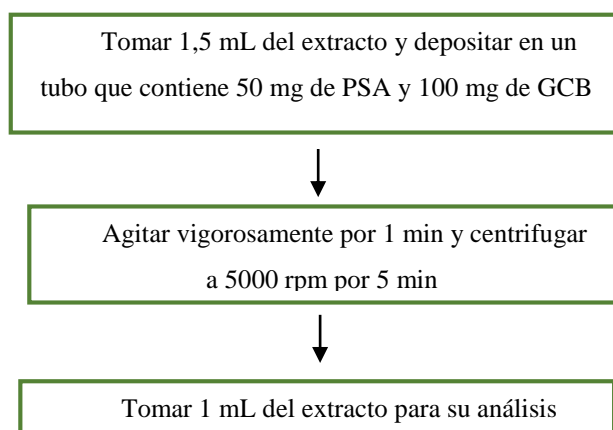 Tomar 1,5 mL del extracto y depositar en un
tubo que contiene 50 mg de PSA y 100 mg de GCB
Agitar vigorosamente por 1 min y centrifugar
a 5000 rpm por 5 min
Tomar 1 mL del extracto para su análisis